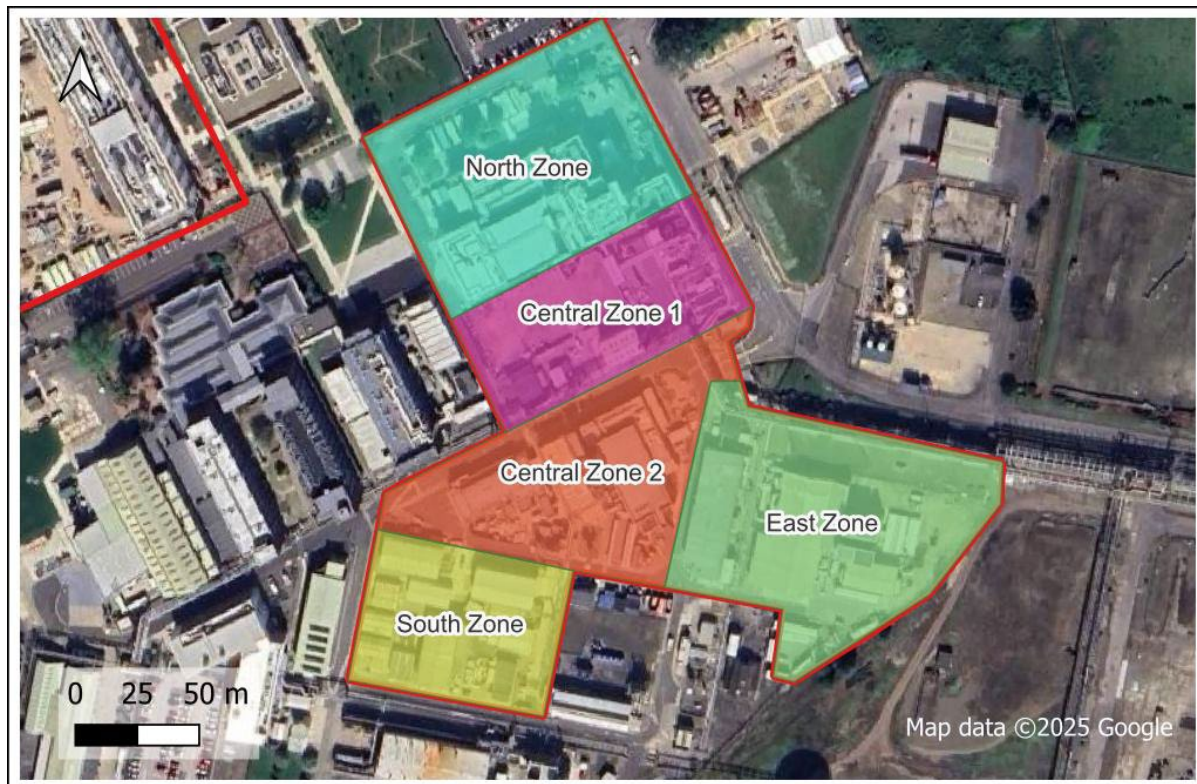 North Zone
Central Zone 1
Central Zone 2
East Zone
South Zone
0 25 50 m
Map data ©2025 Google